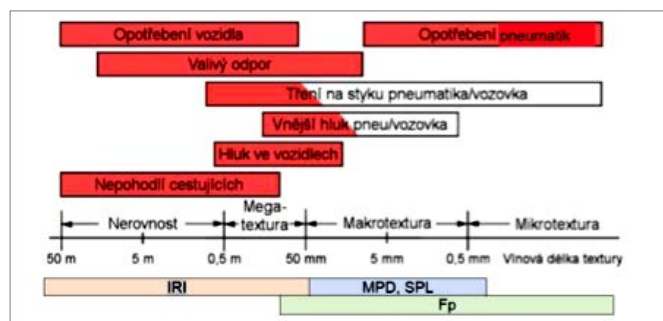 Opotřebení vozidla
Opotřebení pneumatik
Valivý odpor
Tření na styku pneumatika/vozovka
Vnější hluk pneu/vozovka
Hluk ve vozidlech
Nepohodlí cestujících
Nerovnost
Mega-
textura
Makrotextura
Mikrotextura
50 m
5 m
0,5 m
50 mm
5 mm
0,5 mm
Vlnová délka textury
IRI
MPD, SPL
Fp